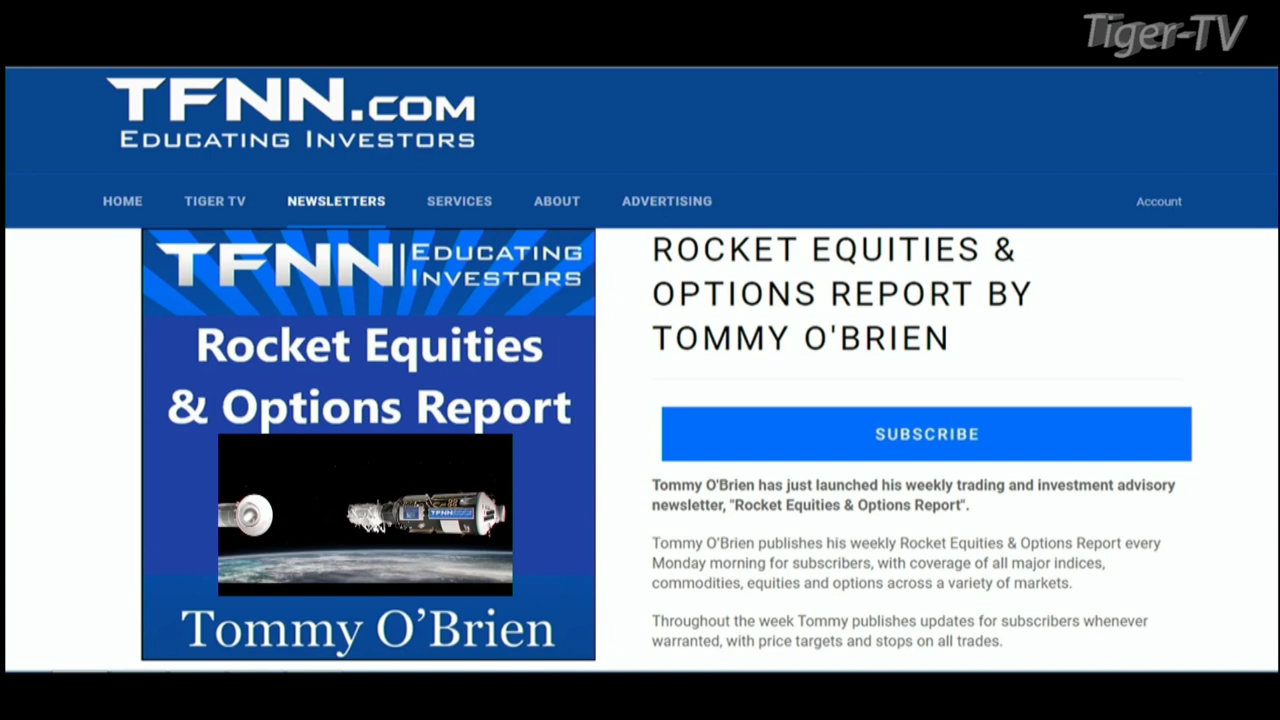 Tiger-TV
TFNN.COM
EDUCATING INVESTORS
HOME TIGER TV NEWSLETTERS SERVICES ABOUT ADVERTISING Account
TFNN EDUCATING
INVESTORS
Rocket Equities
& Options Report
TFNN
Tommy O’Brien
ROCKET EQUITIES &
OPTIONS REPORT BY
TOMMY O'BRIEN
SUBSCRIBE
Tommy O'Brien has just launched his weekly trading and investment advisory
newsletter, "Rocket Equities & Options Report".
Tommy O'Brien publishes his weekly Rocket Equities & Options Report every
Monday morning for subscribers, with coverage of all major indices,
commodities, equities and options across a variety of markets.
Throughout the week Tommy publishes updates for subscribers whenever
warranted, with price targets and stops on all trades.